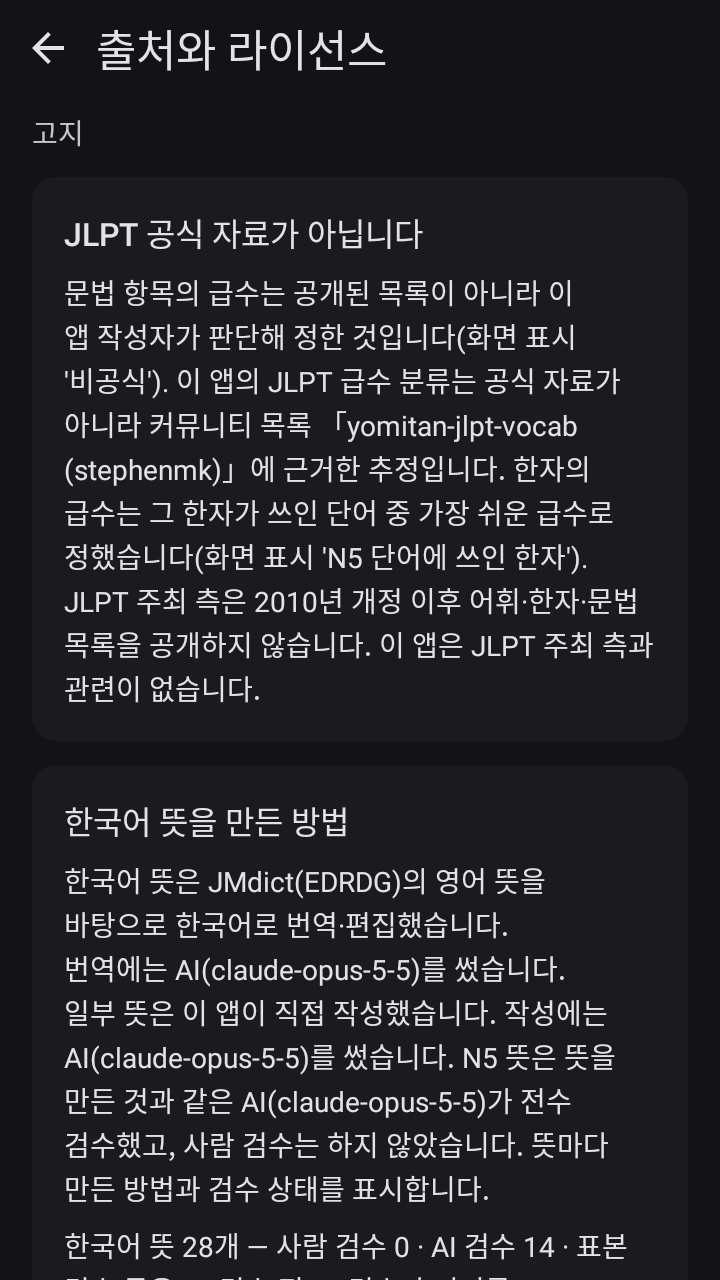 출처와 라이선스
고지
JLPT 공식 자료가 아닙니다
문법 항목의 급수는 공개된 목록이 아니라 이
앱 작성자가 판단해 정한 것입니다(화면 표시
'비공식'). 이 앱의 JLPT 급수 분류는 공식 자료가
아니라 커뮤니티 목록 「yomitan-jlpt-vocab
(stephenmk)」에 근거한 추정입니다. 한자의
급수는 그 한자가 쓰인 단어 중 가장 쉬운 급수로
정했습니다(화면 표시 'N5 단어에 쓰인 한자').
JLPT 주최 측은 2010년 개정 이후 어휘·한자·문법
목록을 공개하지 않습니다. 이 앱은 JLPT 주최 측과
관련이 없습니다.
한국어 뜻을 만든 방법
한국어 뜻은 JMdict(EDRDG)의 영어 뜻을
바탕으로 한국어로 번역·편집했습니다.
번역에는 AI(claude-opus-5-5)를 썼습니다.
일부 뜻은 이 앱이 직접 작성했습니다. 작성에는
AI(claude-opus-5-5)를 썼습니다. N5 뜻은 뜻을
만든 것과 같은 AI(claude-opus-5-5)가 전수
검수했고, 사람 검수는 하지 않았습니다. 뜻마다
만든 방법과 검수 상태를 표시합니다.
한국어 뜻 28개 – 사람 검수 0 · AI 검수 14 · 표본